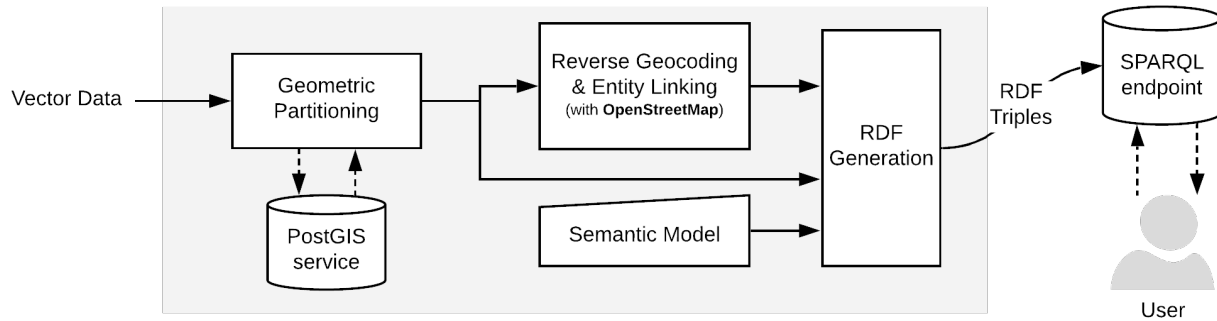 Vector Data
Geometric
Partitioning
PostGIS
service
Reverse Geocoding
& Entity Linking
(with OpenStreetMap)
Semantic Model
RDF
Generation
RDF
Triples
SPARQL
endpoint
User